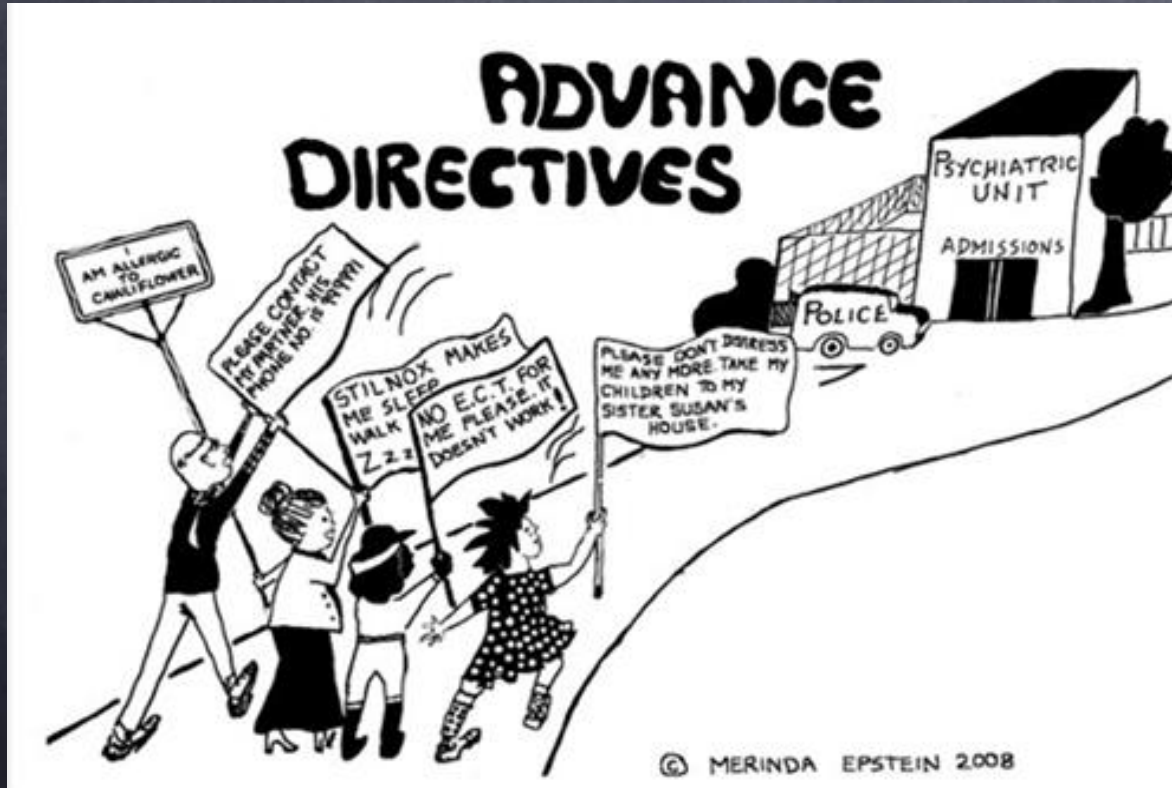 ADVANCE
DIRECTIVES
PSYCHIATRIC
UNIT
ADMISSIONS
POLICE
I
AM ALLERGIC
TO
CAWLIFLOWER
PLEASE CONTACT
MY PARTNER. HIS
PHONE NO. IS
STILNOX MAKES
ME SLEEP
WALK
Z z z
NO E.C.T. FOR
ME PLEASE. IT
DOESN'T WORK!
PLEASE DON'T DISTRESS
ME ANY MORE. TAKE MY
CHILDREN TO MY
SISTER SUSAN'S
HOUSE.
© MERINDA EPSTEIN 2008